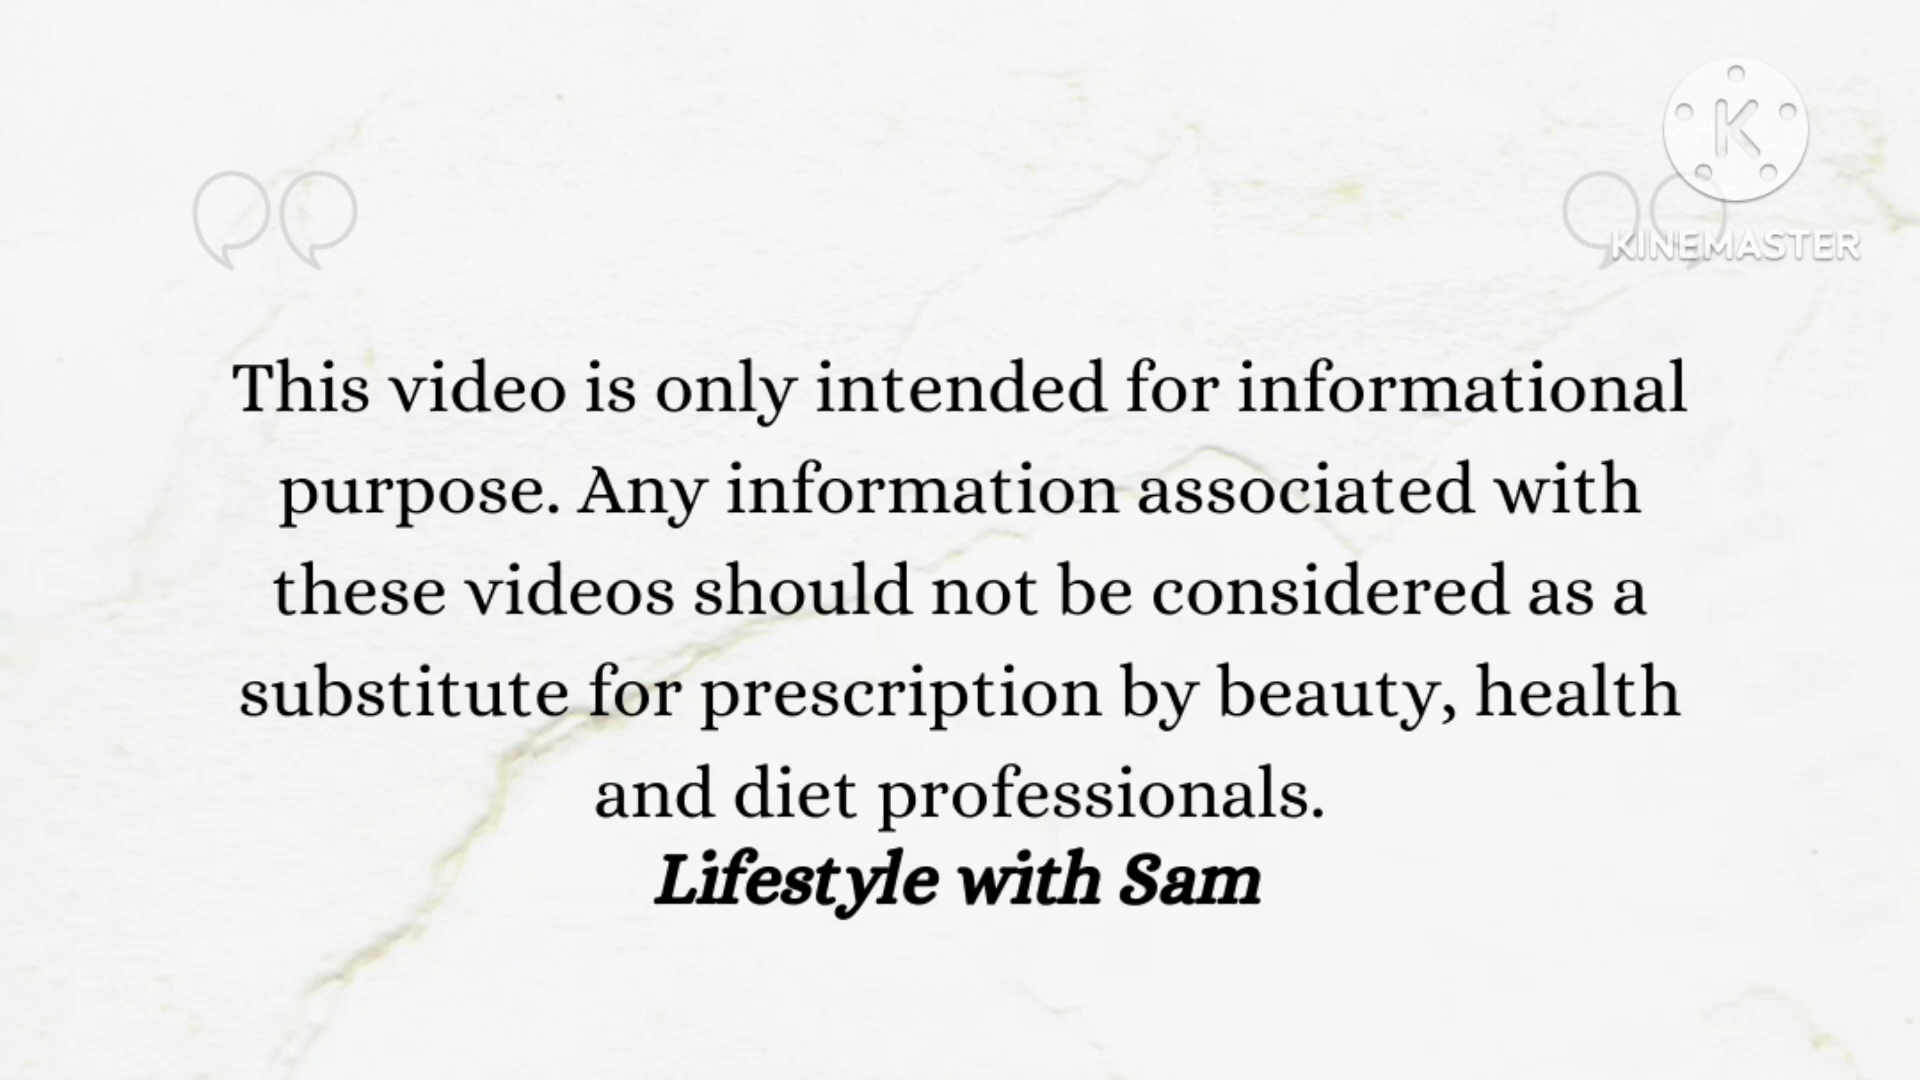 K
KINEMASTER
This video is only intended for informational
purpose. Any information associated with
these videos should not be considered as a
substitute for prescription by beauty, health
and diet professionals.
Lifestyle with Sam